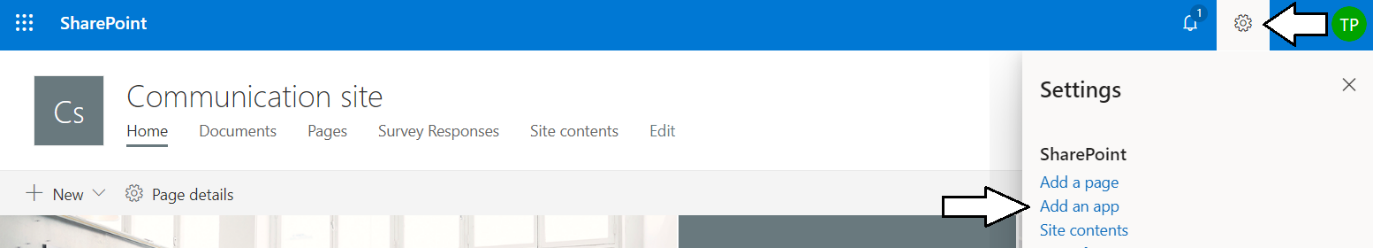 SharePoint
1
TP
Cs
Communication site
Home Documents Pages Survey Responses Site contents Edit
New Page details
Settings
SharePoint
Add a page
Add an app
Site contents